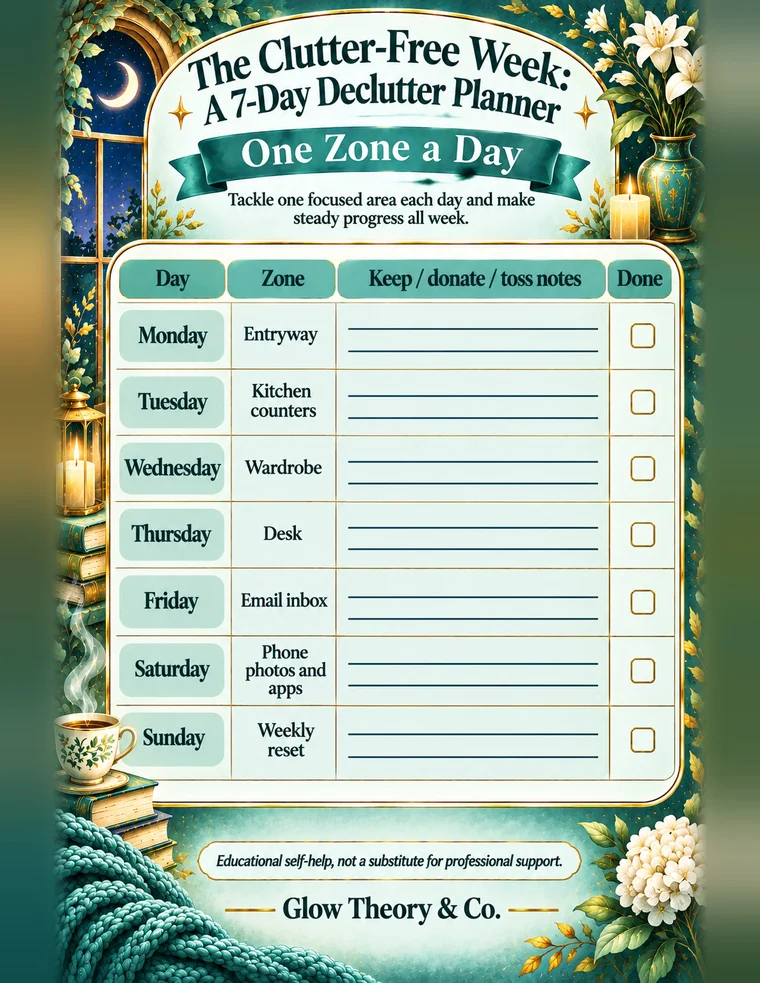 The Clutter-Free Week:
A 7-Day Declutter Planner
One Zone a Day
Tackle one focused area each day and make
steady progress all week.
Day Zone Keep / donate / toss notes Done
Monday Entryway
Tuesday Kitchen
counters
Wednesday Wardrobe
Thursday Desk
Friday Email inbox
Saturday Phone
photos and
apps
Sunday Weekly
reset
Educational self-help, not a substitute for professional support.
Glow Theory & Co.